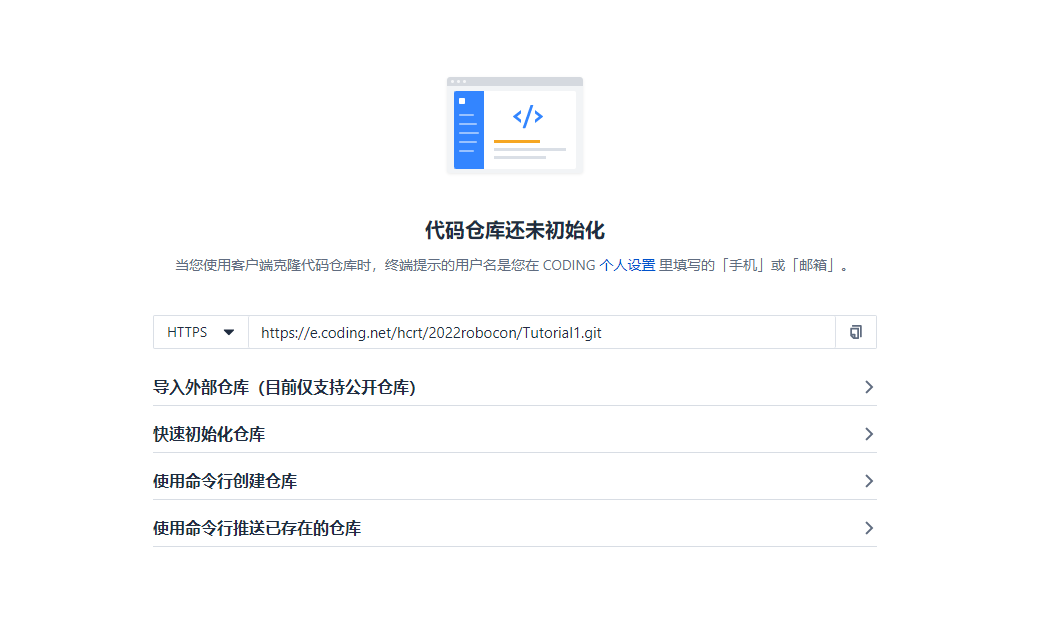 代码仓库还未初始化
当您使用客户端克隆代码仓库时，终端提示的用户名是您在 CODING 个人设置 里填写的「手机」或「邮箱」。
HTTPS https://e.coding.net/hcrt/2022robocon/Tutorial1.git
导入外部仓库（目前仅支持公开仓库）
快速初始化仓库
使用命令行创建仓库
使用命令行推送已存在的仓库